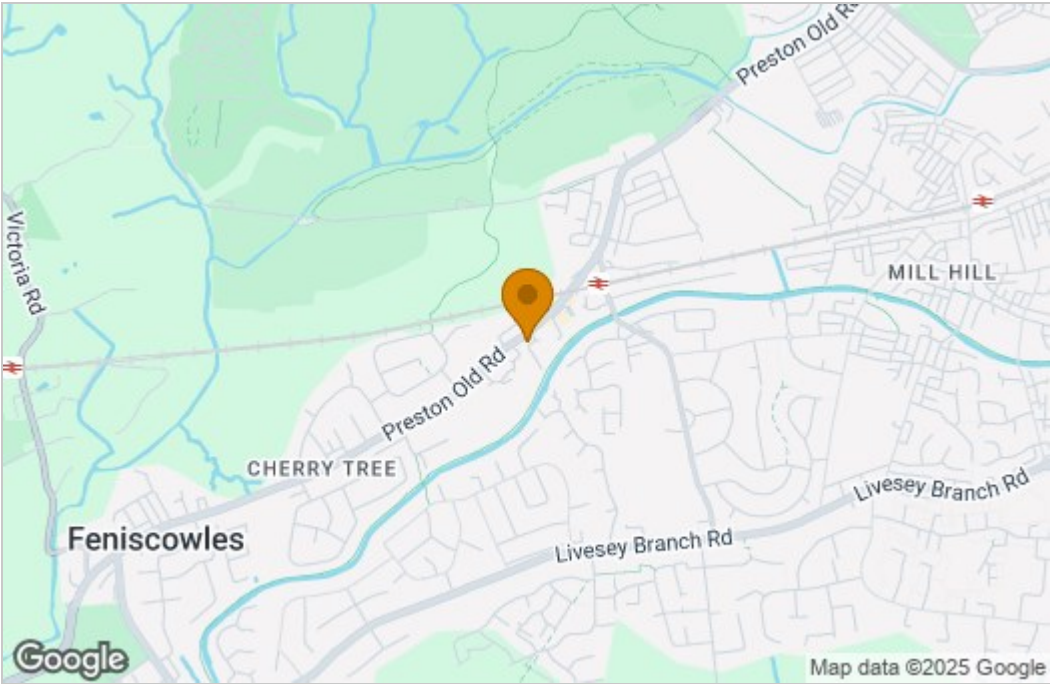 Preston Old Rd
Victoria Rd
MILL HILL
Preston Old Rd
CHERRY TREE
Livesey Branch Rd
Feniscowles
Livesey Branch Rd
Google
Map data ©2025 Google